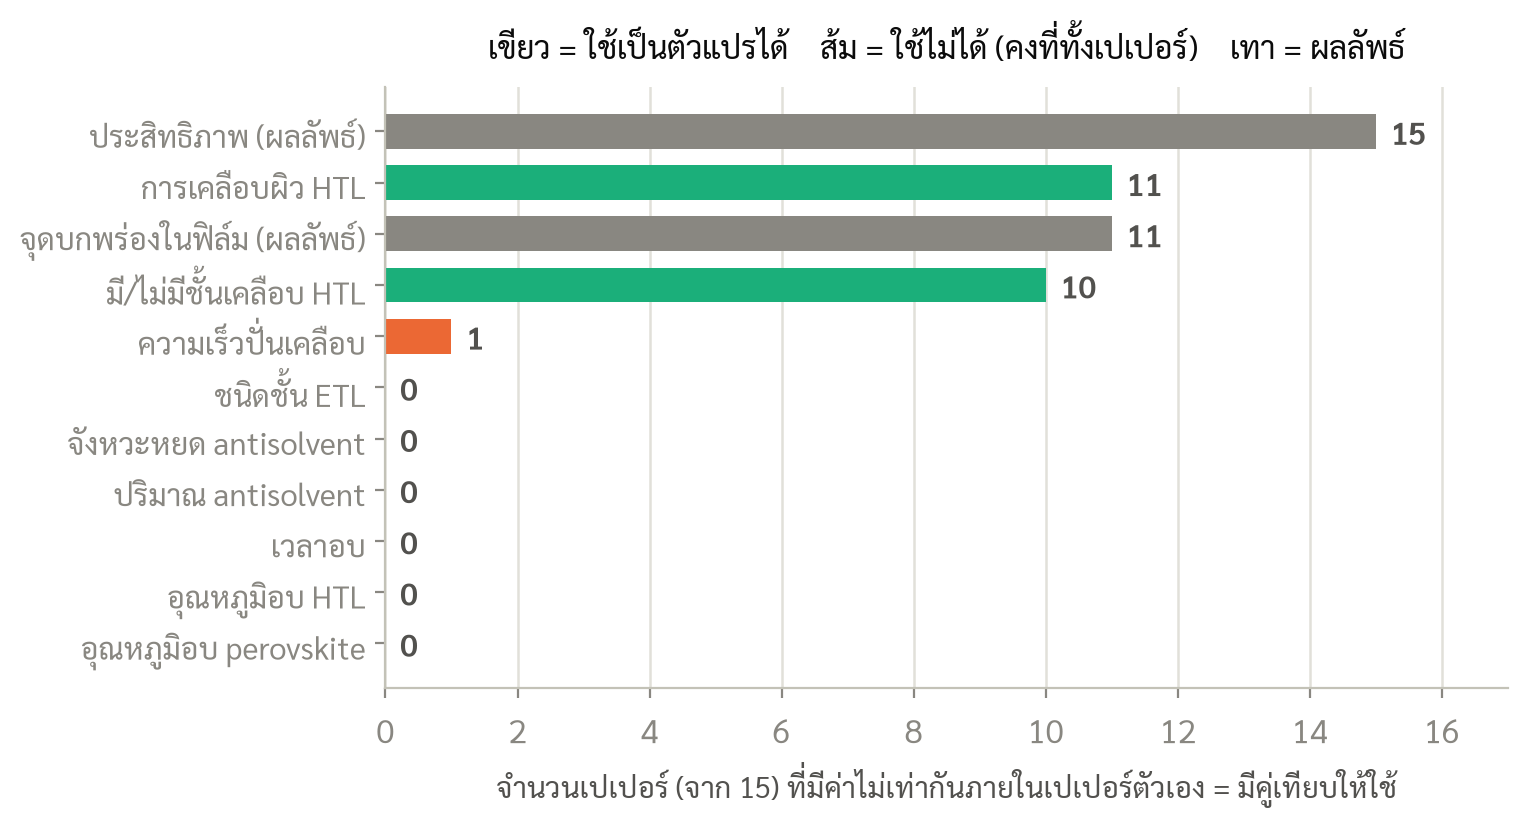 เขียว = ใช้เป็นตัวแปรได้ ส้ม = ใช้ไม่ได้ (คงที่ทั้งเปเปอร์) เทา = ผลลัพธ์
ประสิทธิภาพ (ผลลัพธ์) 15
การเคลือบผิว HTL 11
จุดบกพร่องในฟิล์ม (ผลลัพธ์) 11
มี/ไม่มีชั้นเคลือบ HTL 10
ความเร็วปั่นเคลือบ 1
ชนิดชั้น ETL 0
จังหวะหยด antisolvent 0
ปริมาณ antisolvent 0
เวลาอบ 0
อุณหภูมิอบ HTL 0
อุณหภูมิอบ perovskite 0
0 2 4 6 8 10 12 14 16
จำนวนเปเปอร์ (จาก 15) ที่มีค่าไม่เท่ากันภายในเปเปอร์ตัวเอง = มีคู่เทียบให้ใช้